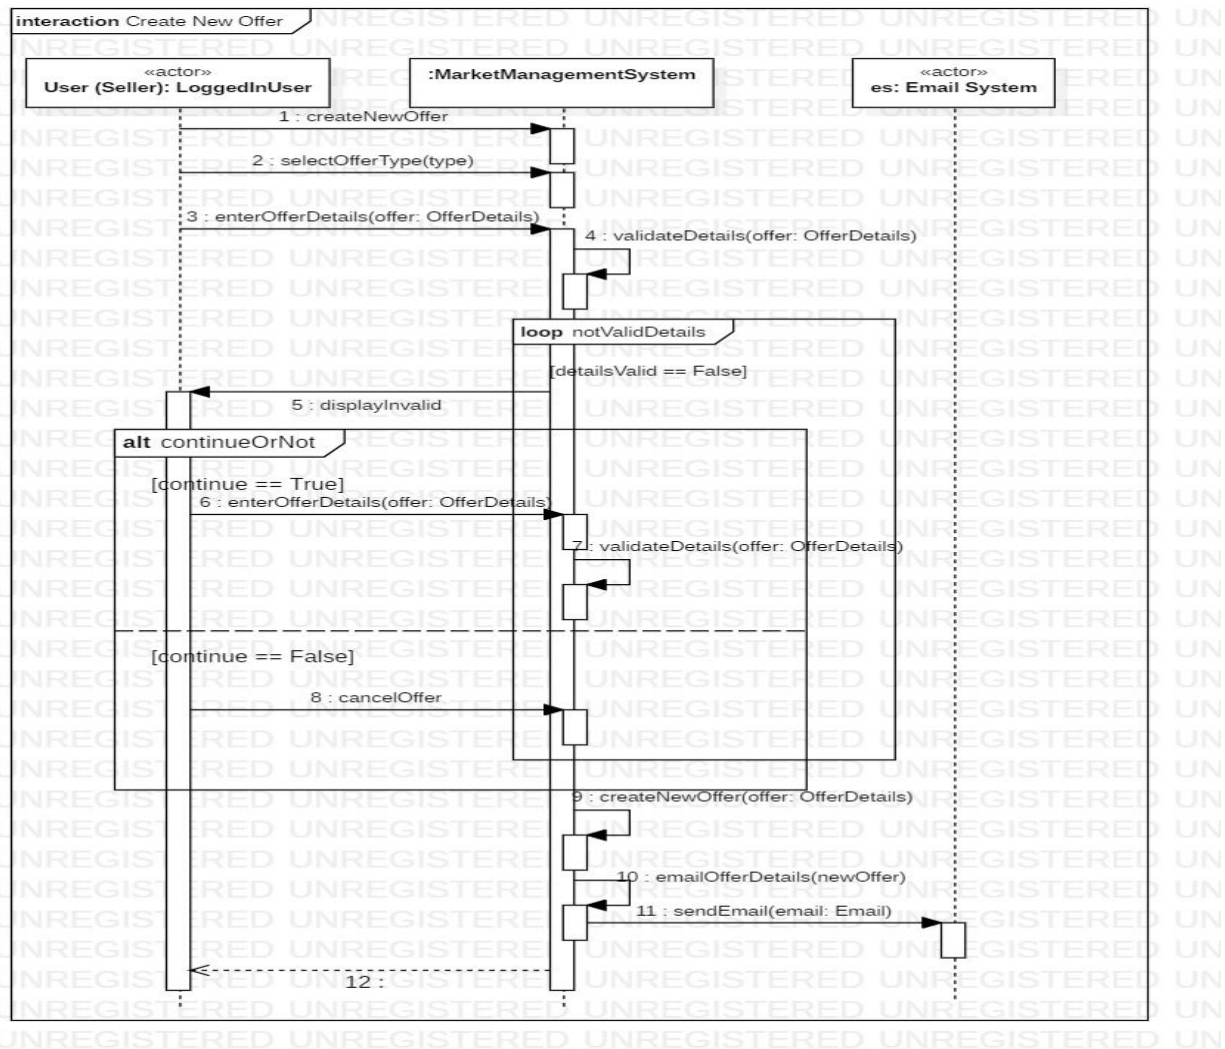 interaction Create New Offer
«actor»
User (Seller): LoggedInUser
:MarketManagementSystem
«actor»
es: Email System
1 : createNewOffer
2 : selectOfferType(type)
3 : enterOfferDetails(offer: OfferDetails)
4 : validateDetails(offer: OfferDetails)
loop notValidDetails
[detailsValid == False]
5 : displayInvalid
alt continueOrNot
[continue == True]
6 : enterOfferDetails(offer: OfferDetails)
7 : validateDetails(offer: OfferDetails)
[continue == False]
8 : cancelOffer
9 : createNewOffer(offer: OfferDetails)
10 : emailOfferDetails(newOffer)
11 : sendEmail(email: Email)
12 :
UNREGISTERED